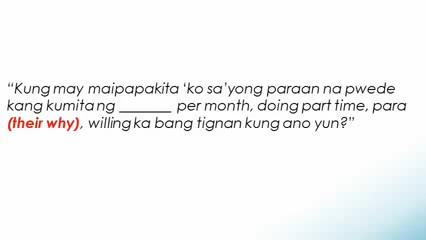 “Kung may maipapakita ‘ko sa’yong paraan na pwede
kang kumita ng _______ per month, doing part time, para
(their why), willing ka bang tignan kung ano yun?”